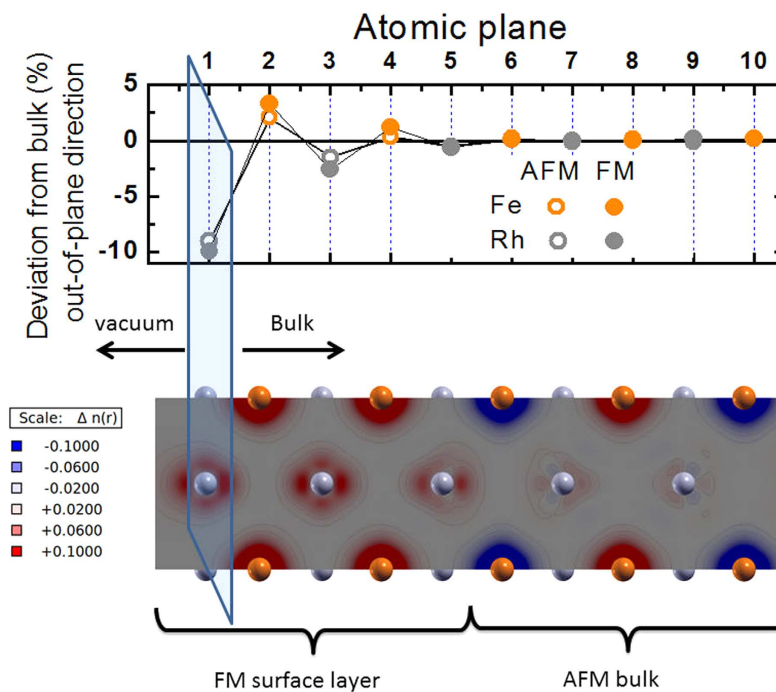 Atomic plane
1 2 3 4 5 6 7 8 9 10
Deviation from bulk (%)
out-of-plane direction
5
0
-5
-10
AFM FM
Fe
Rh
vacuum
Bulk
Scale: Δ n(r)
-0.1000
-0.0600
-0.0200
+0.0200
+0.0600
+0.1000
FM surface layer
AFM bulk